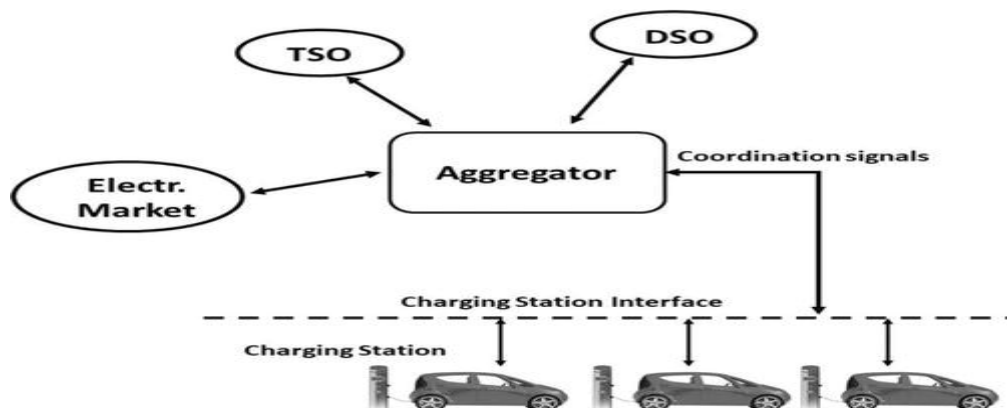 TSO
DSO
Aggregator
Coordination signals
Electr.
Market
Charging Station Interface
Charging Station